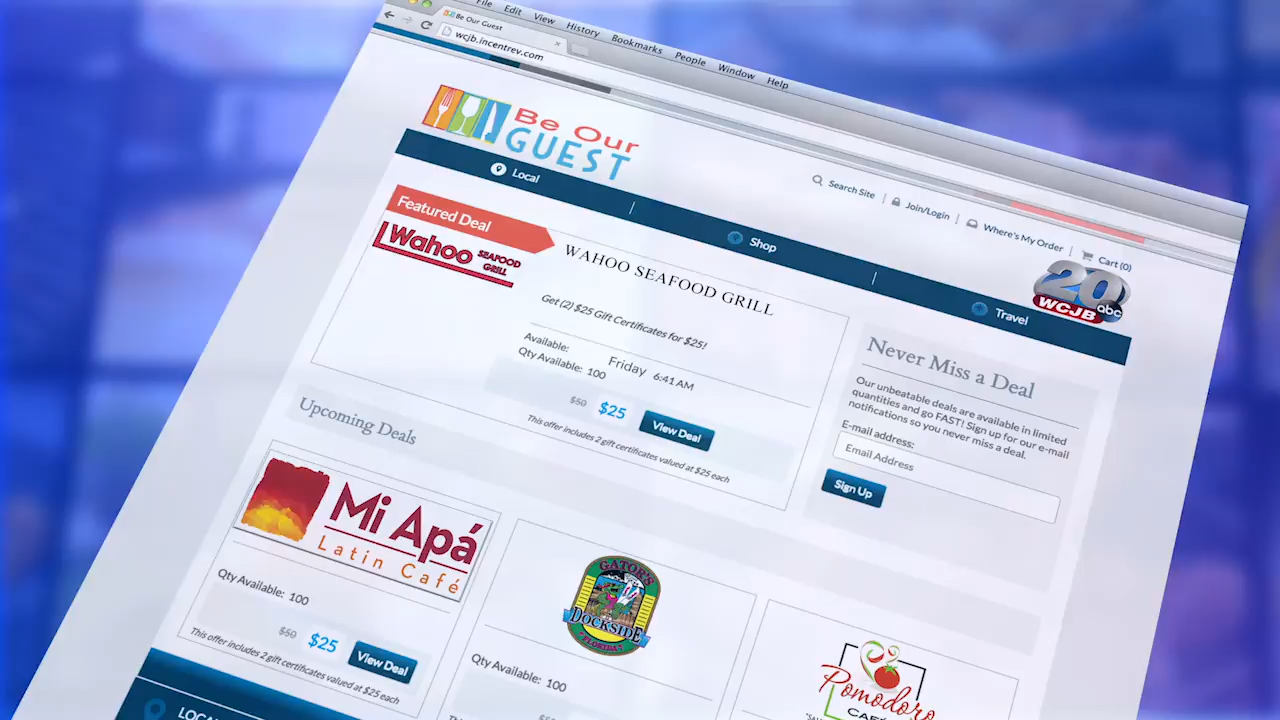 File Edit View History Bookmarks People Window Help
Be Our Guest
wcjb.incentrev.com
Be Our
GUEST
Search Site
Join/Login
Where's My Order
Cart (0)
Local
Shop
Travel
20
WCJB abc
Featured Deal
Wahoo SEAFOOD
GRILL
WAHOO SEAFOOD GRILL
Get (2) $25 Gift Certificates for $25!
Available: Friday 6:41 AM
Qty Available: 100
$50 $25 View Deal
This offer includes 2 gift certificates valued at $25 each
Never Miss a Deal
Our unbeatable deals are available in limited
quantities and go FAST! Sign up for our e-mail
notifications so you never miss a deal.
E-mail address:
Email Address
Sign Up
Upcoming Deals
Mi Apá
Latin Café
Qty Available: 100
$50 $25 View Deal
This offer includes 2 gift certificates valued at $25 each
GATOR'S
DOCKSIDE
FLORIDA
Qty Available: 100
Pomodoro
CAFÉ